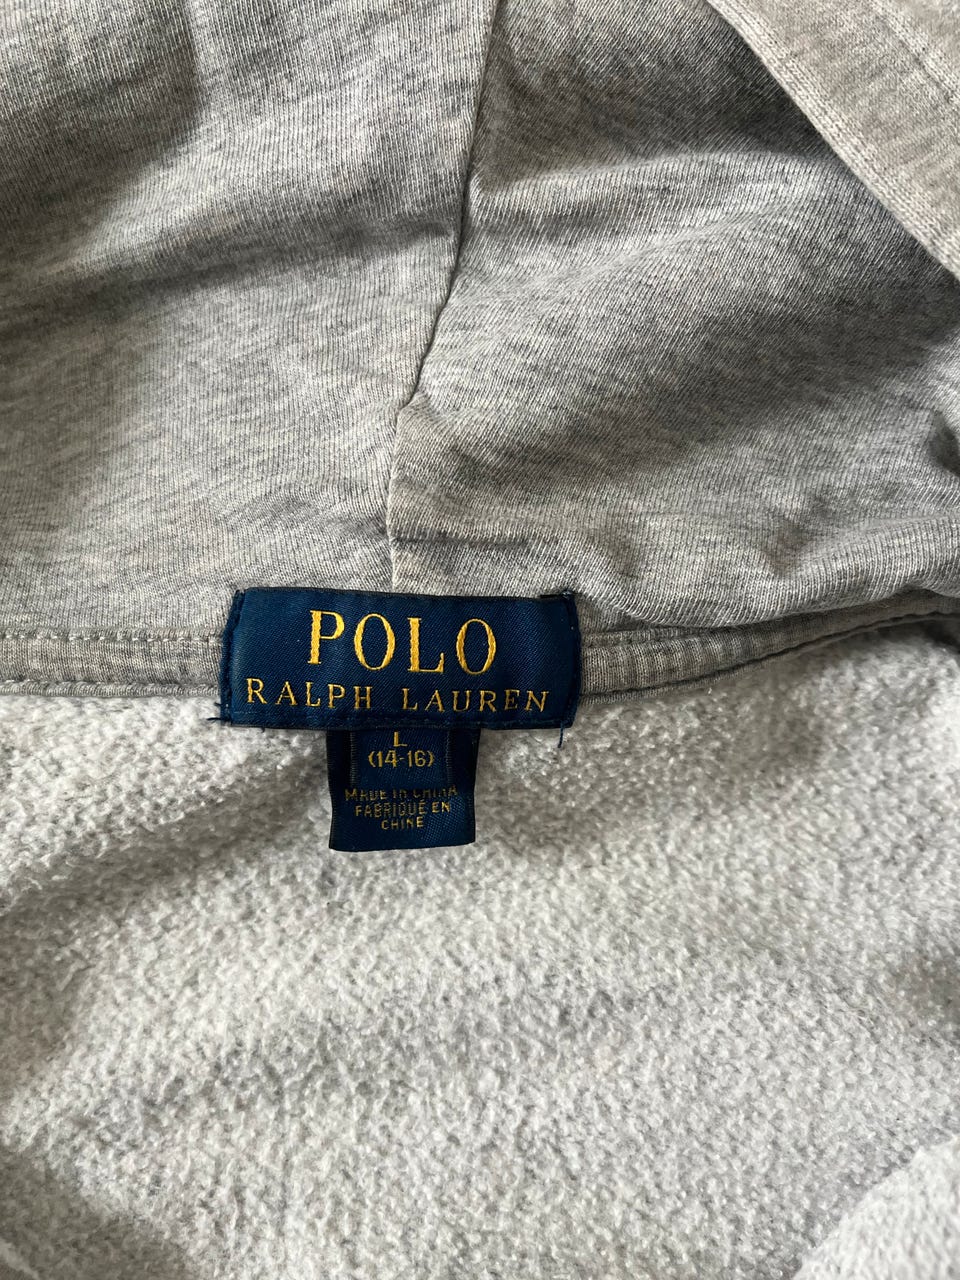 POLO
RALPH LAUREN
L
(14-16)
MADE IN CHINA
FABRIQUÉ EN
CHINE